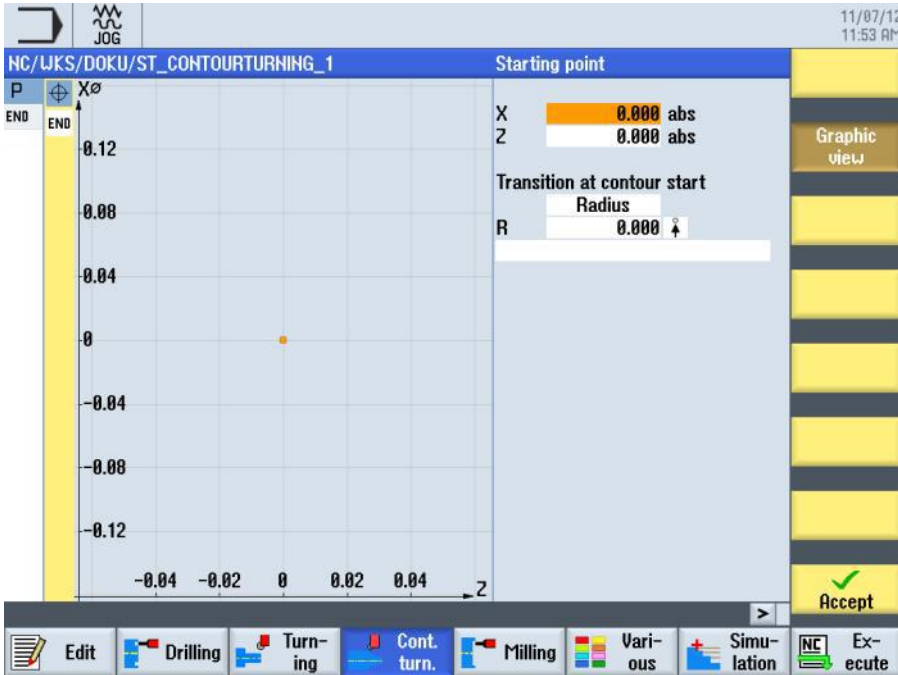 JOG
11/07/12
11:53 AM
NC/WKS/DOKU/ST_CONTOURTURNING_1
Starting point
P
END
END
XØ
0.12
0.08
0.04
0
-0.04
-0.08
-0.12
-0.04 -0.02 0 0.02 0.04 Z
X 0.000 abs
Z 0.000 abs
Transition at contour start
Radius
R 0.000
Graphic
view
Accept
>
Edit
Drilling
Turn-
ing
Cont.
turn.
Milling
Vari-
ous
Simu-
lation
NC
Ex-
ecute